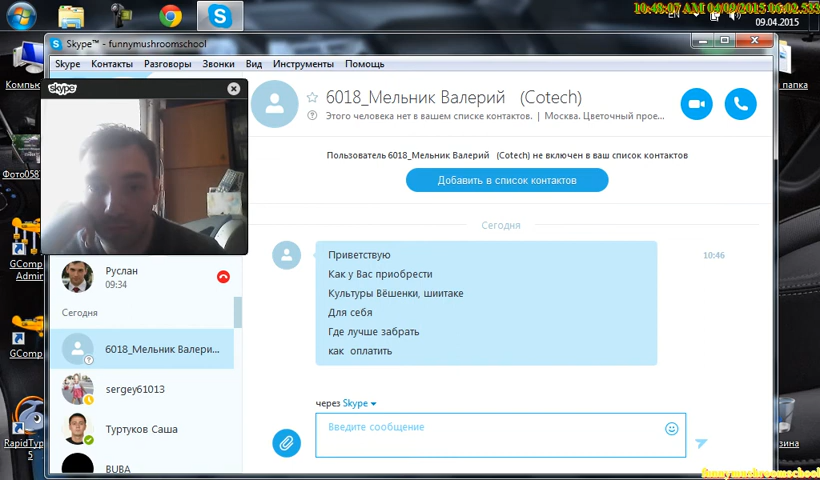 10:48:07 AM 04/09/2015 06:02.333
EN
09.04.2015
Skype™ - funnymushroomschool
Skype Контакты Разговоры Звонки Вид Инструменты Помощь
skype
6018_Мельник Валерий (Cotech)
Этого человека нет в вашем списке контактов. | Москва. Цветочный прое...
Пользователь 6018_Мельник Валерий (Cotech) не включен в ваш список контактов
Добавить в список контактов
Сегодня
Приветствую
10:46
Как у Вас приобрести
Культуры Вёшенки, шиитаке
Для себя
Где лучше забрать
как оплатить
Руслан
09:34
Сегодня
6018_Мельник Валери...
sergey61013
Туртуков Саша
BUBA
через Skype
Введите сообщение
Фото058
GComp
Admin
GComp
RapidTyp
5
папка
зина
funnymushroomschool